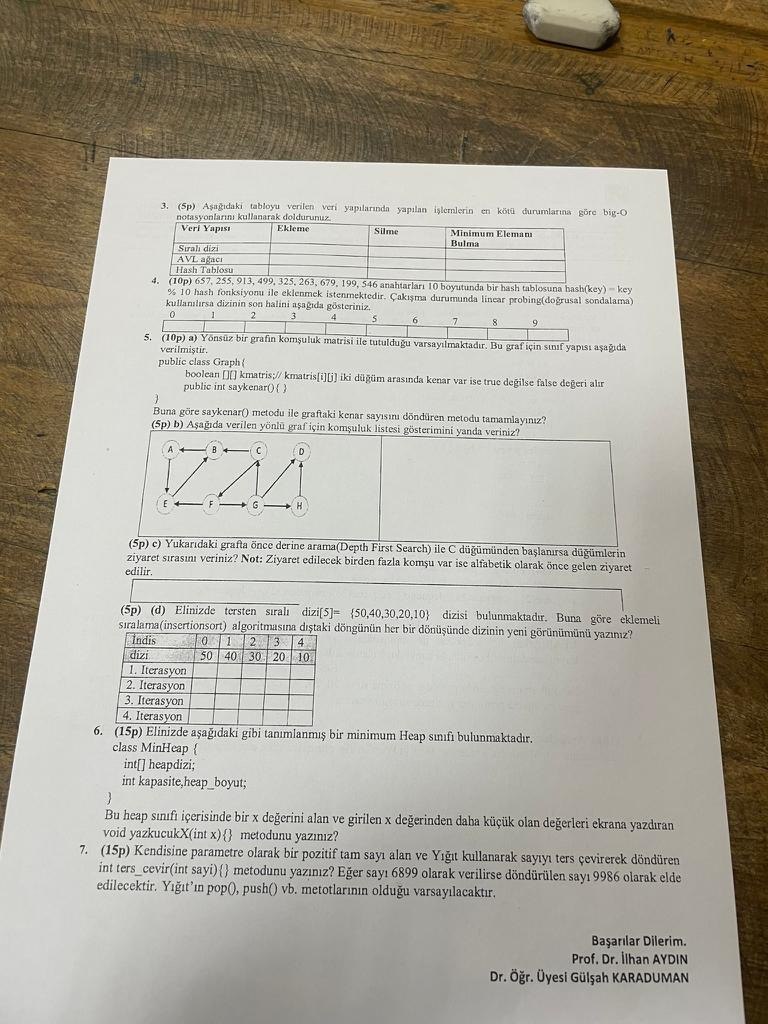 3. (5p) Aşağıdaki tabloyu verilen veri yapılarında yapılan işlemlerin en kötü durumlarına göre big-O
notasyonlarını kullanarak doldurunuz.
Veri Yapısı Ekleme Silme Minimum Elemanı
Bulma
Sıralı dizi
AVL ağacı
Hash Tablosu
4. (10p) 657, 255, 913, 499, 325, 263, 679, 199, 546 anahtarları 10 boyutunda bir hash tablosuna hash(key) = key
% 10 hash fonksiyonu ile eklenmek istenmektedir. Çakışma durumunda linear probing(doğrusal sondalama)
kullanılırsa dizinin son halini aşağıda gösteriniz.
0 1 2 3 4 5 6 7 8 9
5. (10p) a) Yönsüz bir grafın komşuluk matrisi ile tutulduğu varsayılmaktadır. Bu graf için sınıf yapısı aşağıda
verilmiştir.
public class Graph{
boolean [][] kmatris;// kmatris[i][j] iki düğüm arasında kenar var ise true değilse false değeri alır
public int saykenar(){ }
}
Buna göre saykenar() metodu ile graftaki kenar sayısını döndüren metodu tamamlayınız?
(5p) b) Aşağıda verilen yönlü graf için komşuluk listesi gösterimini yanda veriniz?
A B C D
E F G H
(5p) c) Yukarıdaki grafta önce derine arama(Depth First Search) ile C düğümünden başlanırsa düğümlerin
ziyaret sırasını veriniz? Not: Ziyaret edilecek birden fazla komşu var ise alfabetik olarak önce gelen ziyaret
edilir.
(5p) (d) Elinizde tersten sıralı dizi[5]= {50,40,30,20,10} dizisi bulunmaktadır. Buna göre eklemeli
sıralama(insertionsort) algoritmasına dıştaki döngünün her bir dönüşünde dizinin yeni görünümünü yazınız?
İndis 0 1 2 3 4
dizi 50 40 30 20 10
1. Iterasyon
2. Iterasyon
3. Iterasyon
4. Iterasyon
6. (15p) Elinizde aşağıdaki gibi tanımlanmış bir minimum Heap sınıfı bulunmaktadır.
class MinHeap {
int[] heapdizi;
int kapasite,heap_boyut;
}
Bu heap sınıfı içerisinde bir x değerini alan ve girilen x değerinden daha küçük olan değerleri ekrana yazdıran
void yazkucukX(int x){} metodunu yazınız?
7. (15p) Kendisine parametre olarak bir pozitif tam sayı alan ve Yığıt kullanarak sayıyı ters çevirerek döndüren
int ters_cevir(int sayi){} metodunu yazınız? Eğer sayı 6899 olarak verilirse döndürülen sayı 9986 olarak elde
edilecektir. Yığıt'ın pop(), push() vb. metotlarının olduğu varsayılacaktır.
Başarılar Dilerim.
Prof. Dr. İlhan AYDIN
Dr. Öğr. Üyesi Gülşah KARADUMAN